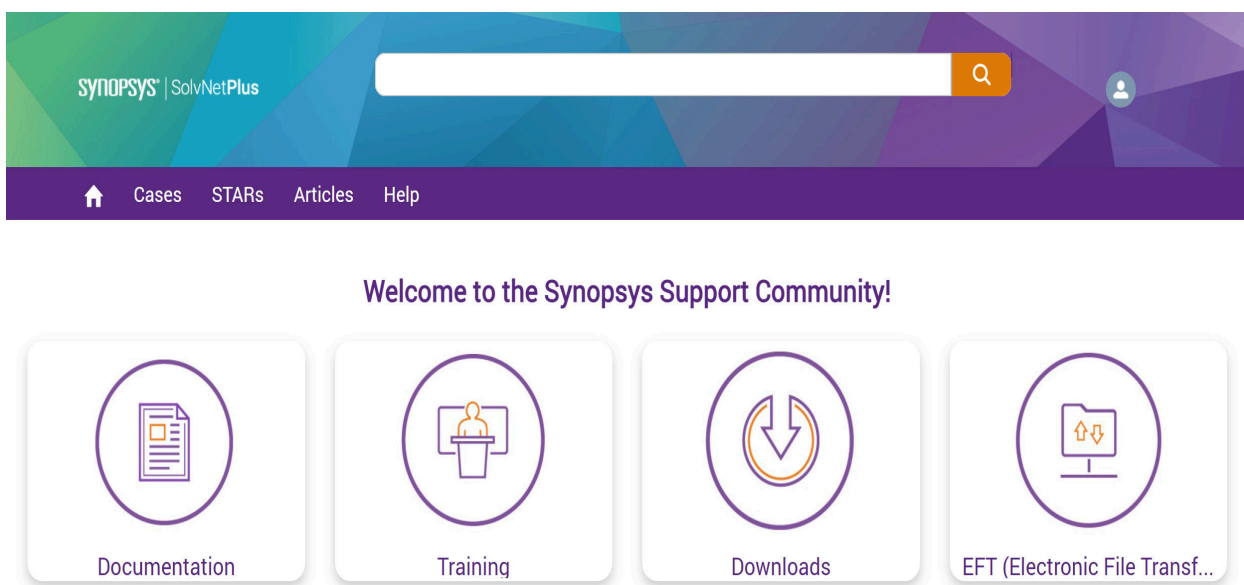 SYNOPSYS® | SolvNetPlus
Cases STARs Articles Help
Welcome to the Synopsys Support Community!
Documentation Training Downloads EFT (Electronic File Transf...